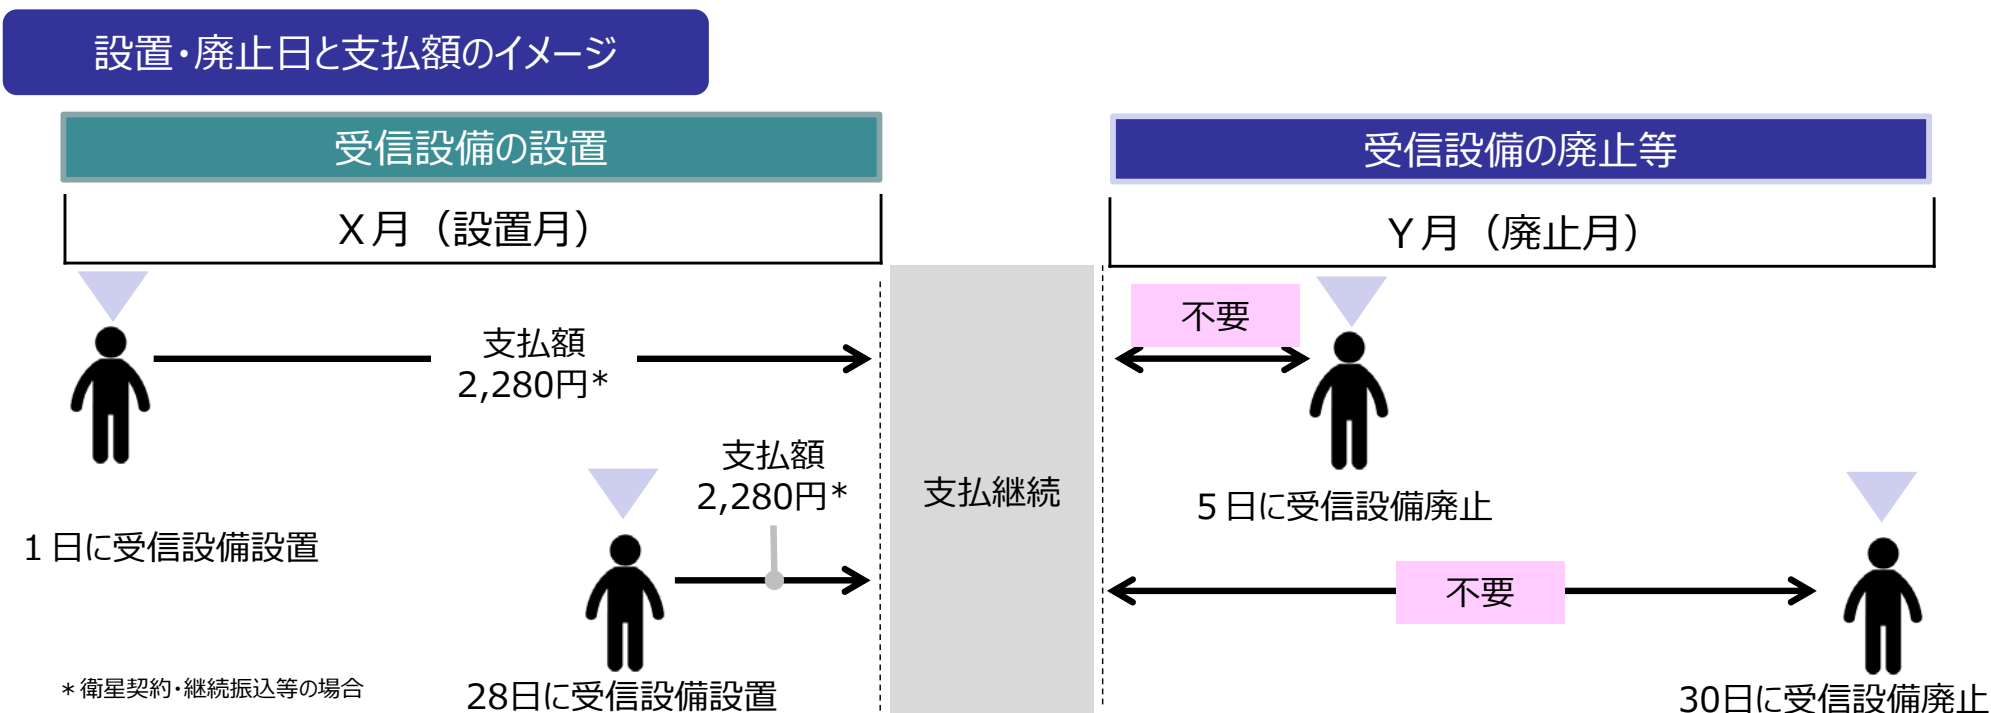 設置・廃止日と支払額のイメージ
受信設備の設置
X月（設置月）
支払額
2,280円*
1日に受信設備設置
支払額
2,280円*
28日に受信設備設置
＊衛星契約・継続振込等の場合
支払継続
受信設備の廃止等
Y月（廃止月）
不要
5日に受信設備廃止
不要
30日に受信設備廃止